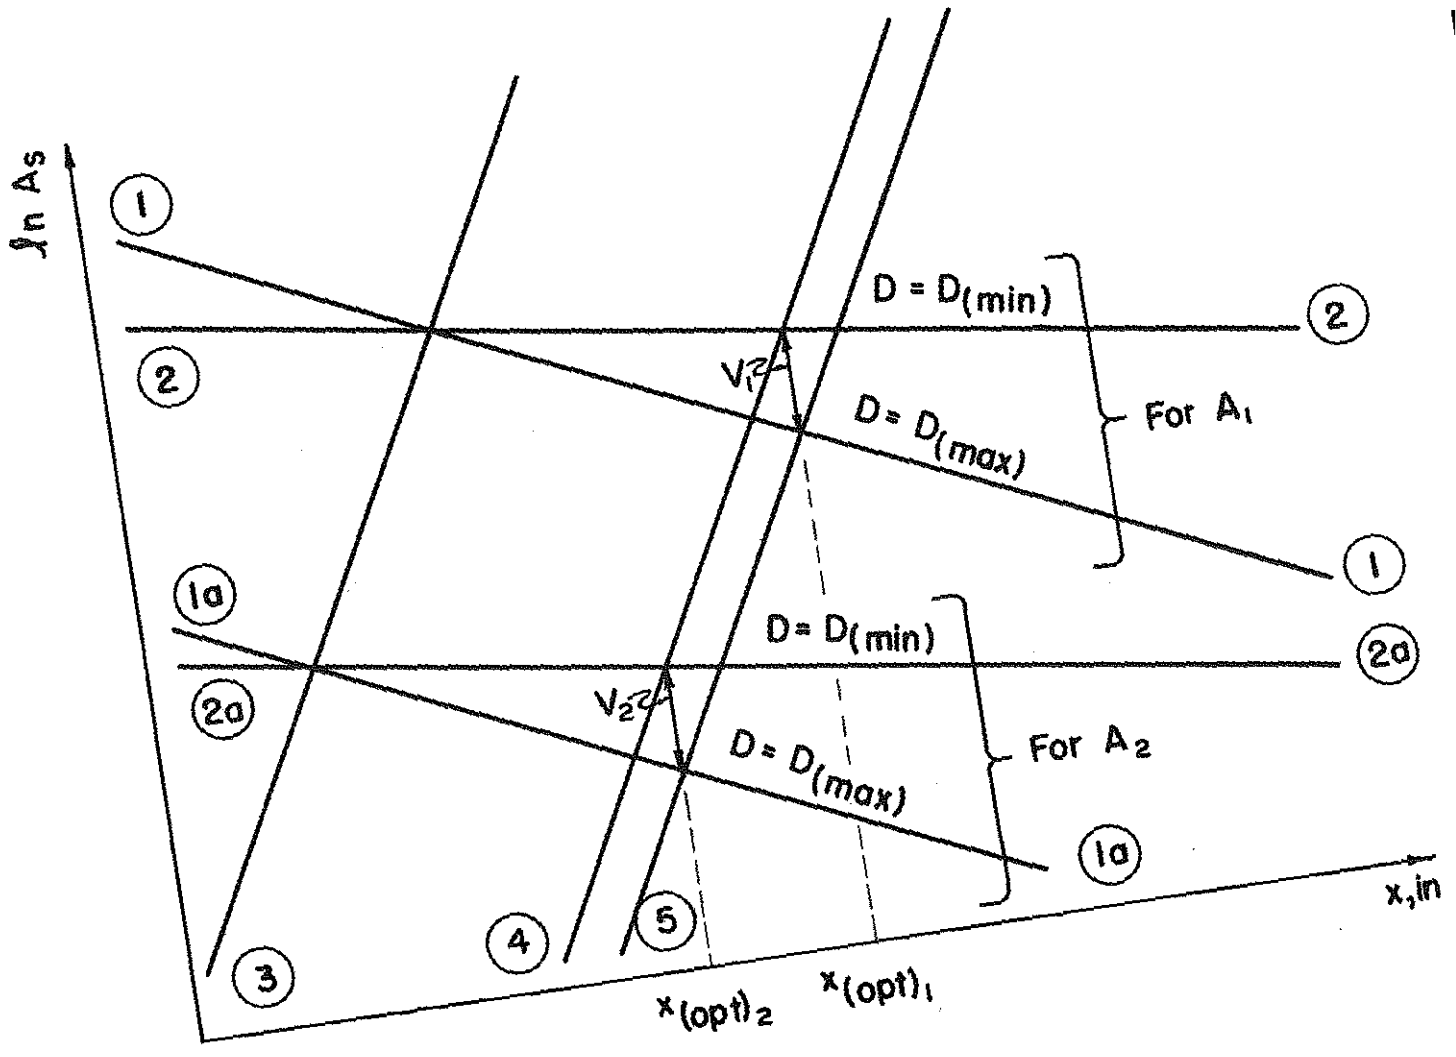 ln As
1
D = D(min)
2
2
V1
D = D(max)
For A1
1
1a
D = D(min)
2a
2a
V2
D = D(max)
For A2
1a
x, in
3
4
5
x(opt)2
x(opt)1